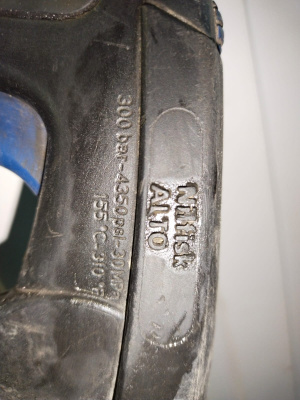 300 bar-4350psi-30MPa
155 °C-310 °F
Nilfisk
ALTO